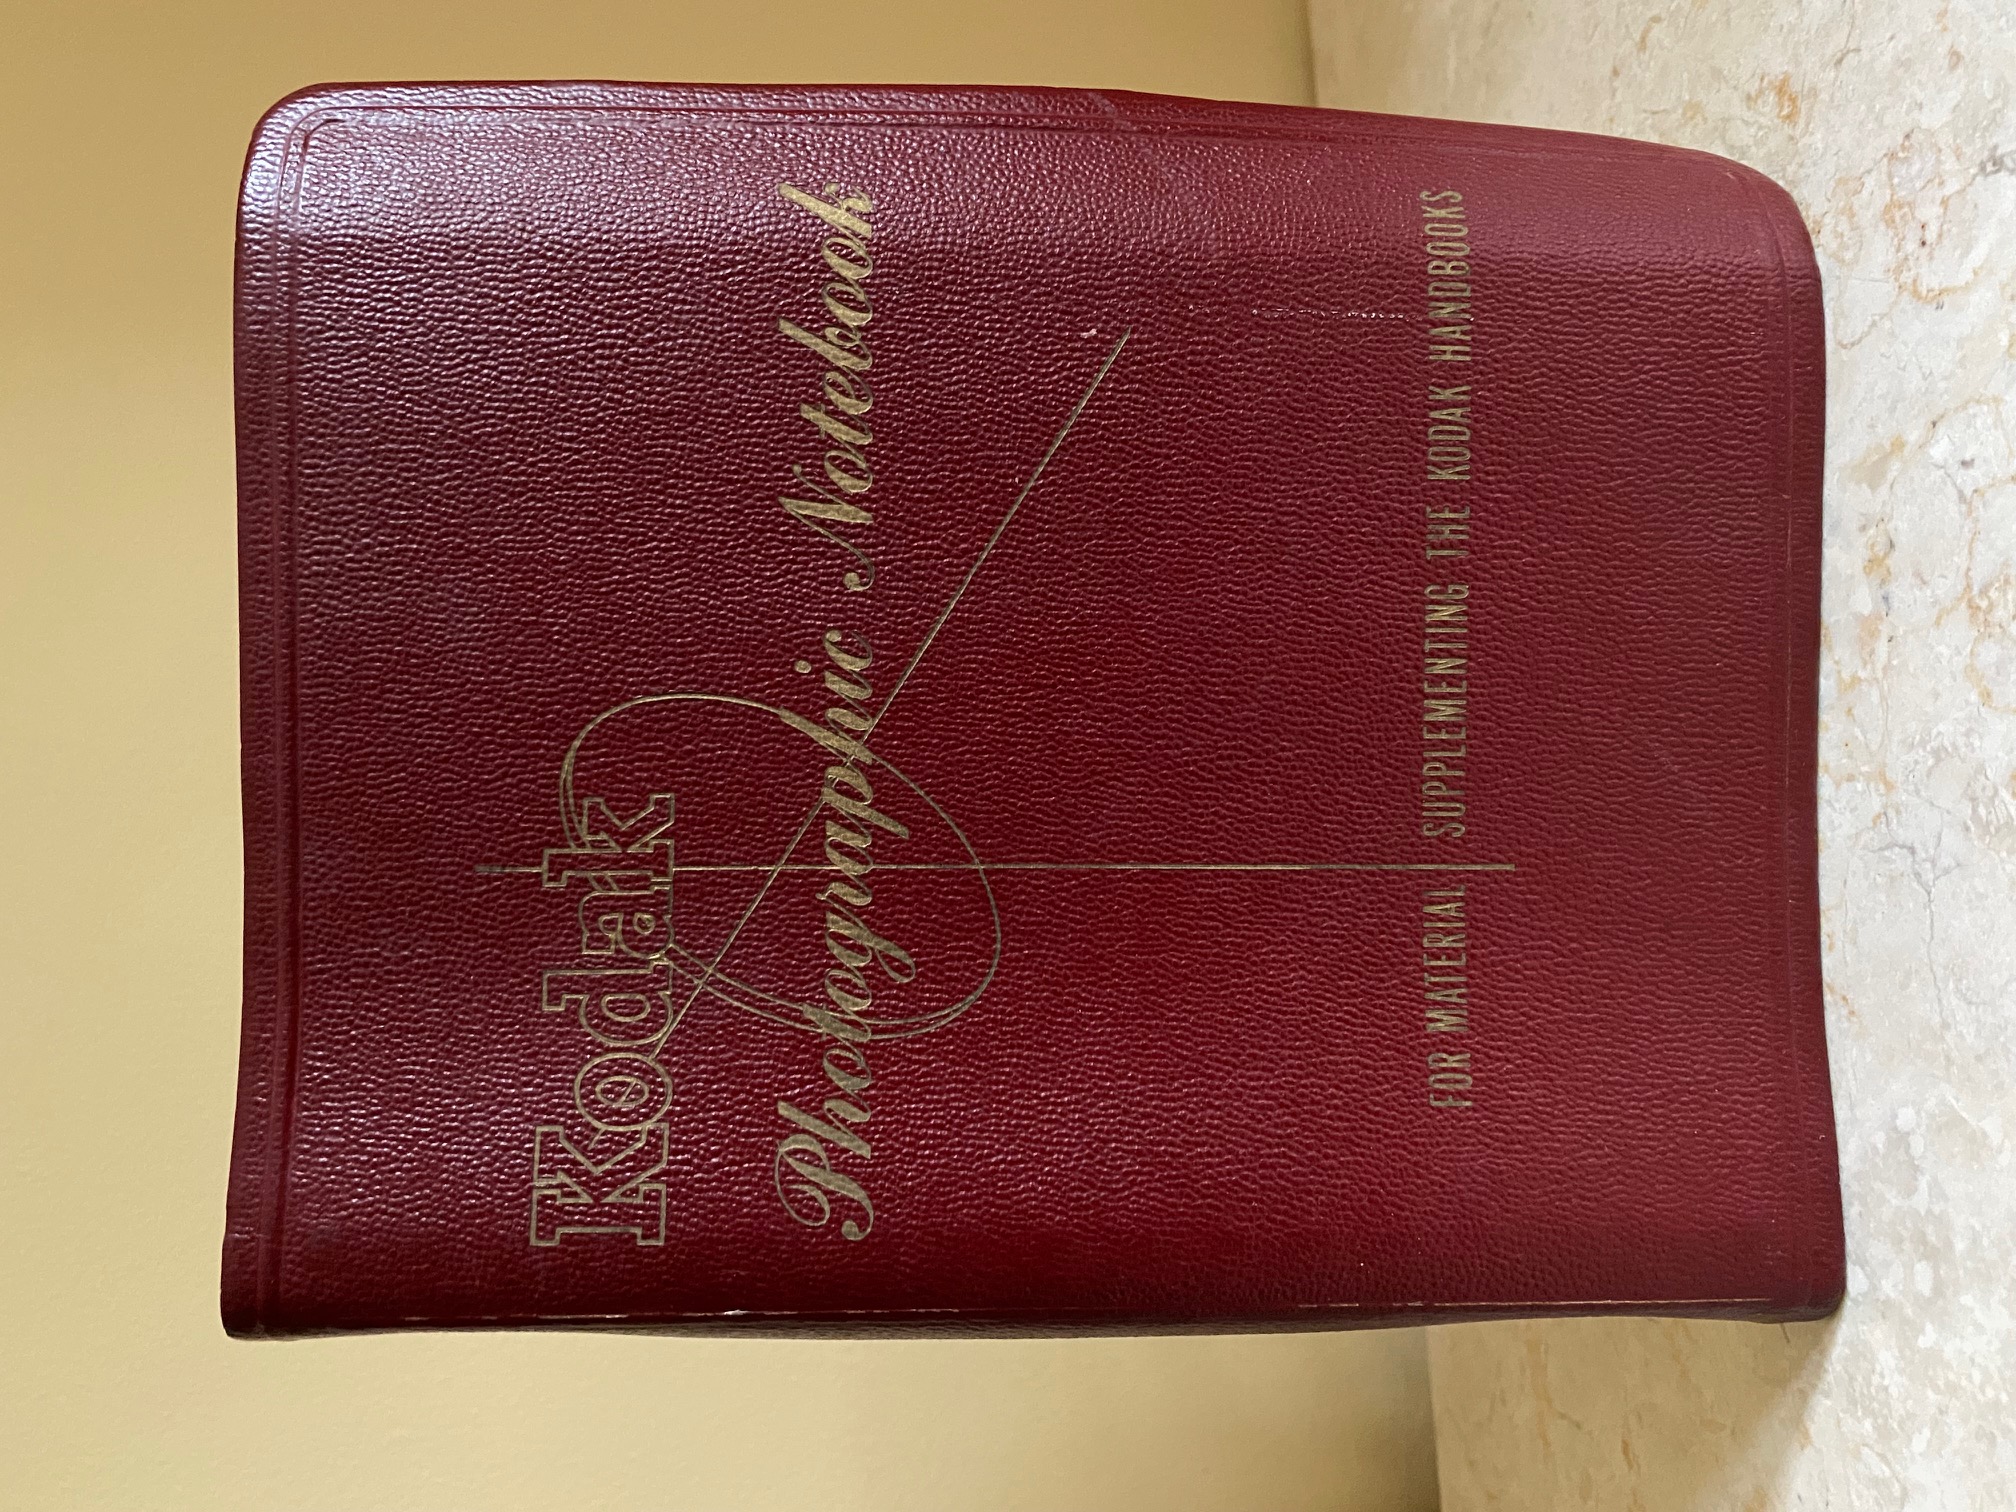 Kodak
Photographic Notebook
FOR MATERIAL SUPPLEMENTING THE KODAK HANDBOOKS